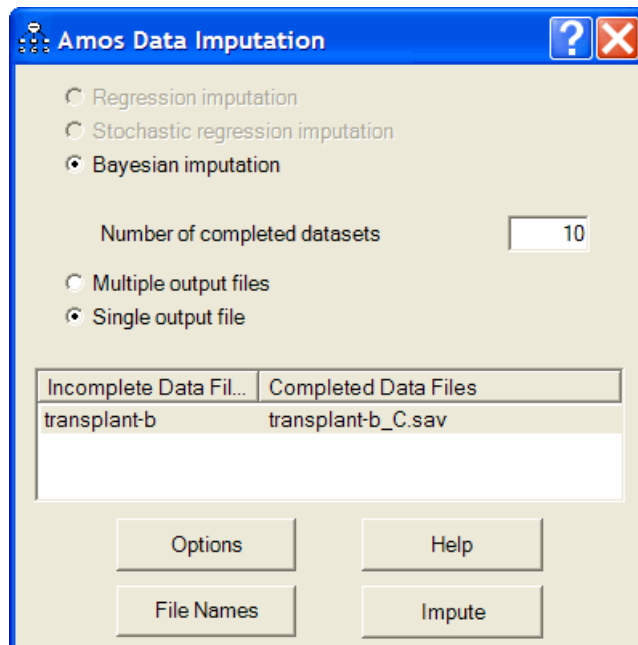 Amos Data Imputation
Regression imputation
Stochastic regression imputation
Bayesian imputation
Number of completed datasets 10
Multiple output files
Single output file
Incomplete Data Fil... Completed Data Files
transplant-b transplant-b_C.sav
Options Help
File Names Impute